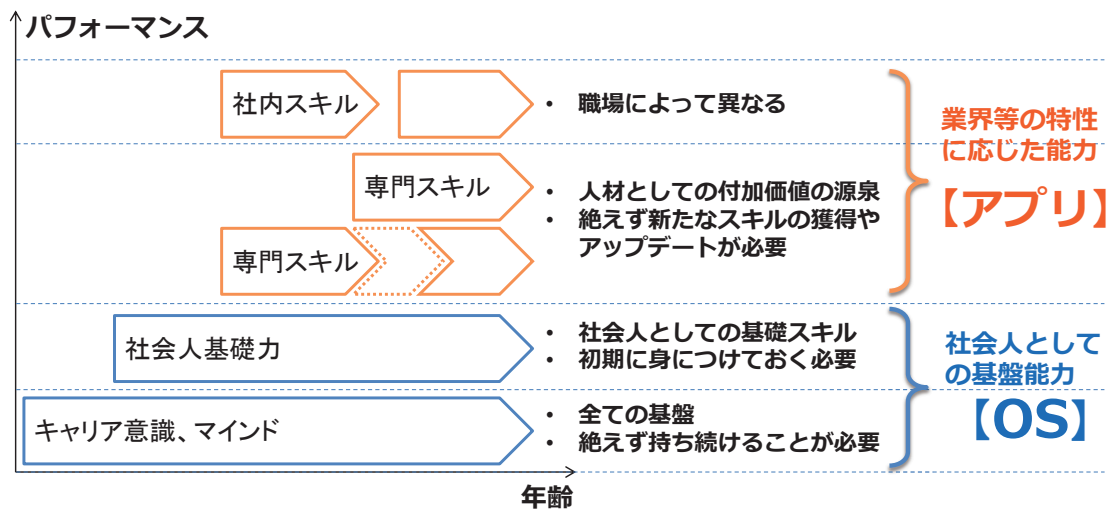 パフォーマンス
社内スキル
• 職場によって異なる
専門スキル
専門スキル
• 人材としての付加価値の源泉
• 絶えず新たなスキルの獲得や
アップデートが必要
業界等の特性
に応じた能力
【アプリ】
社会人基礎力
• 社会人としての基礎スキル
• 初期に身につけておく必要
キャリア意識、マインド
• 全ての基盤
• 絶えず持ち続けることが必要
社会人として
の基盤能力
【OS】
年齢